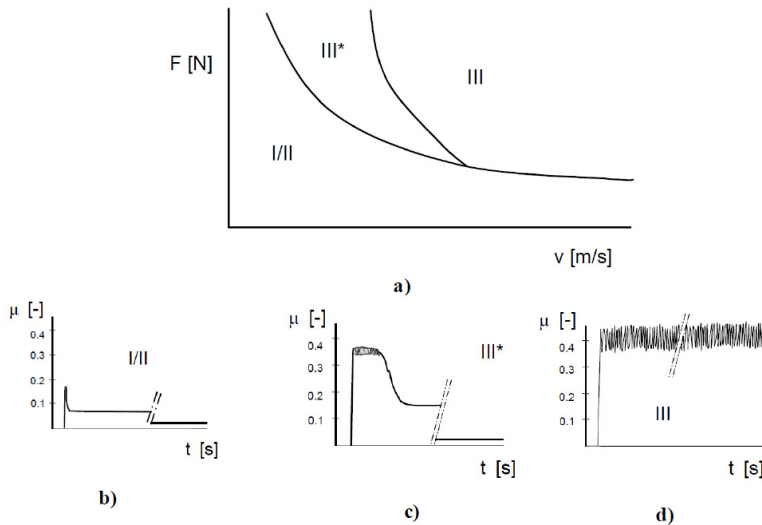 F [N]
III*
III
I/II
v [m/s]
a)
μ [-]
0.4
0.3
0.2
0.1
I/II
t [s]
b)
μ [-]
0.4
0.3
0.2
0.1
III*
t [s]
c)
μ [-]
0.4
0.3
0.2
0.1
III
t [s]
d)